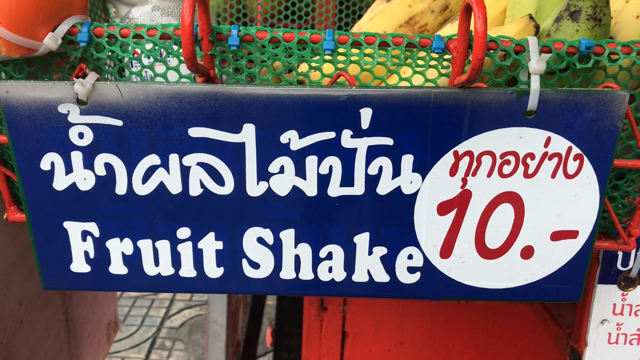 น้ำผลไม้ปั่น
Fruit Shake
ทุกอย่าง
10.-